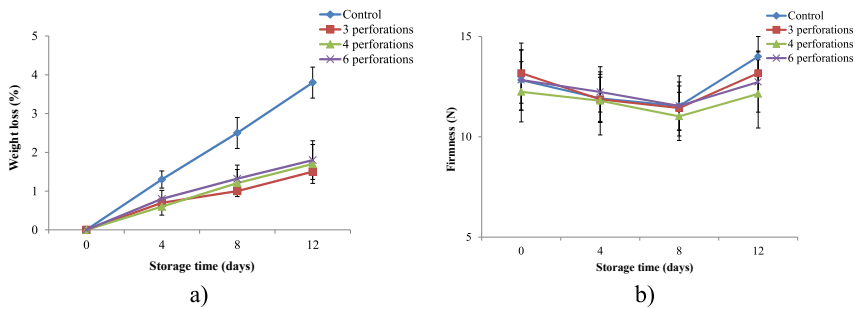 Control
3 perforations
4 perforations
6 perforations
5
4
3
2
1
0
Weight loss (%)
0 4 8 12
Storage time (days)
a)
Control
3 perforations
4 perforations
6 perforations
15
10
5
Firmness (N)
0 4 8 12
Storage time (days)
b)